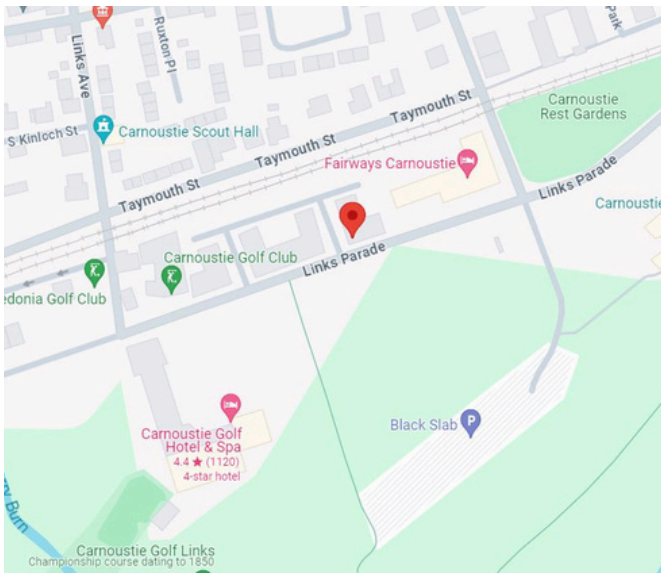 Links Ave
Ruxton Pl
Park
S Kinloch St
Carnoustie Scout Hall
Taymouth St
Taymouth St
Taymouth St
Carnoustie
Rest Gardens
Fairways Carnoustie
Links Parade
Carnoustie
Carnoustie Golf Club
Links Parade
edonia Golf Club
Carnoustie Golf
Hotel & Spa
4.4 ★ (1120)
4-star hotel
Black Slab
P
ry Burn
Carnoustie Golf Links
Championship course dating to 1850